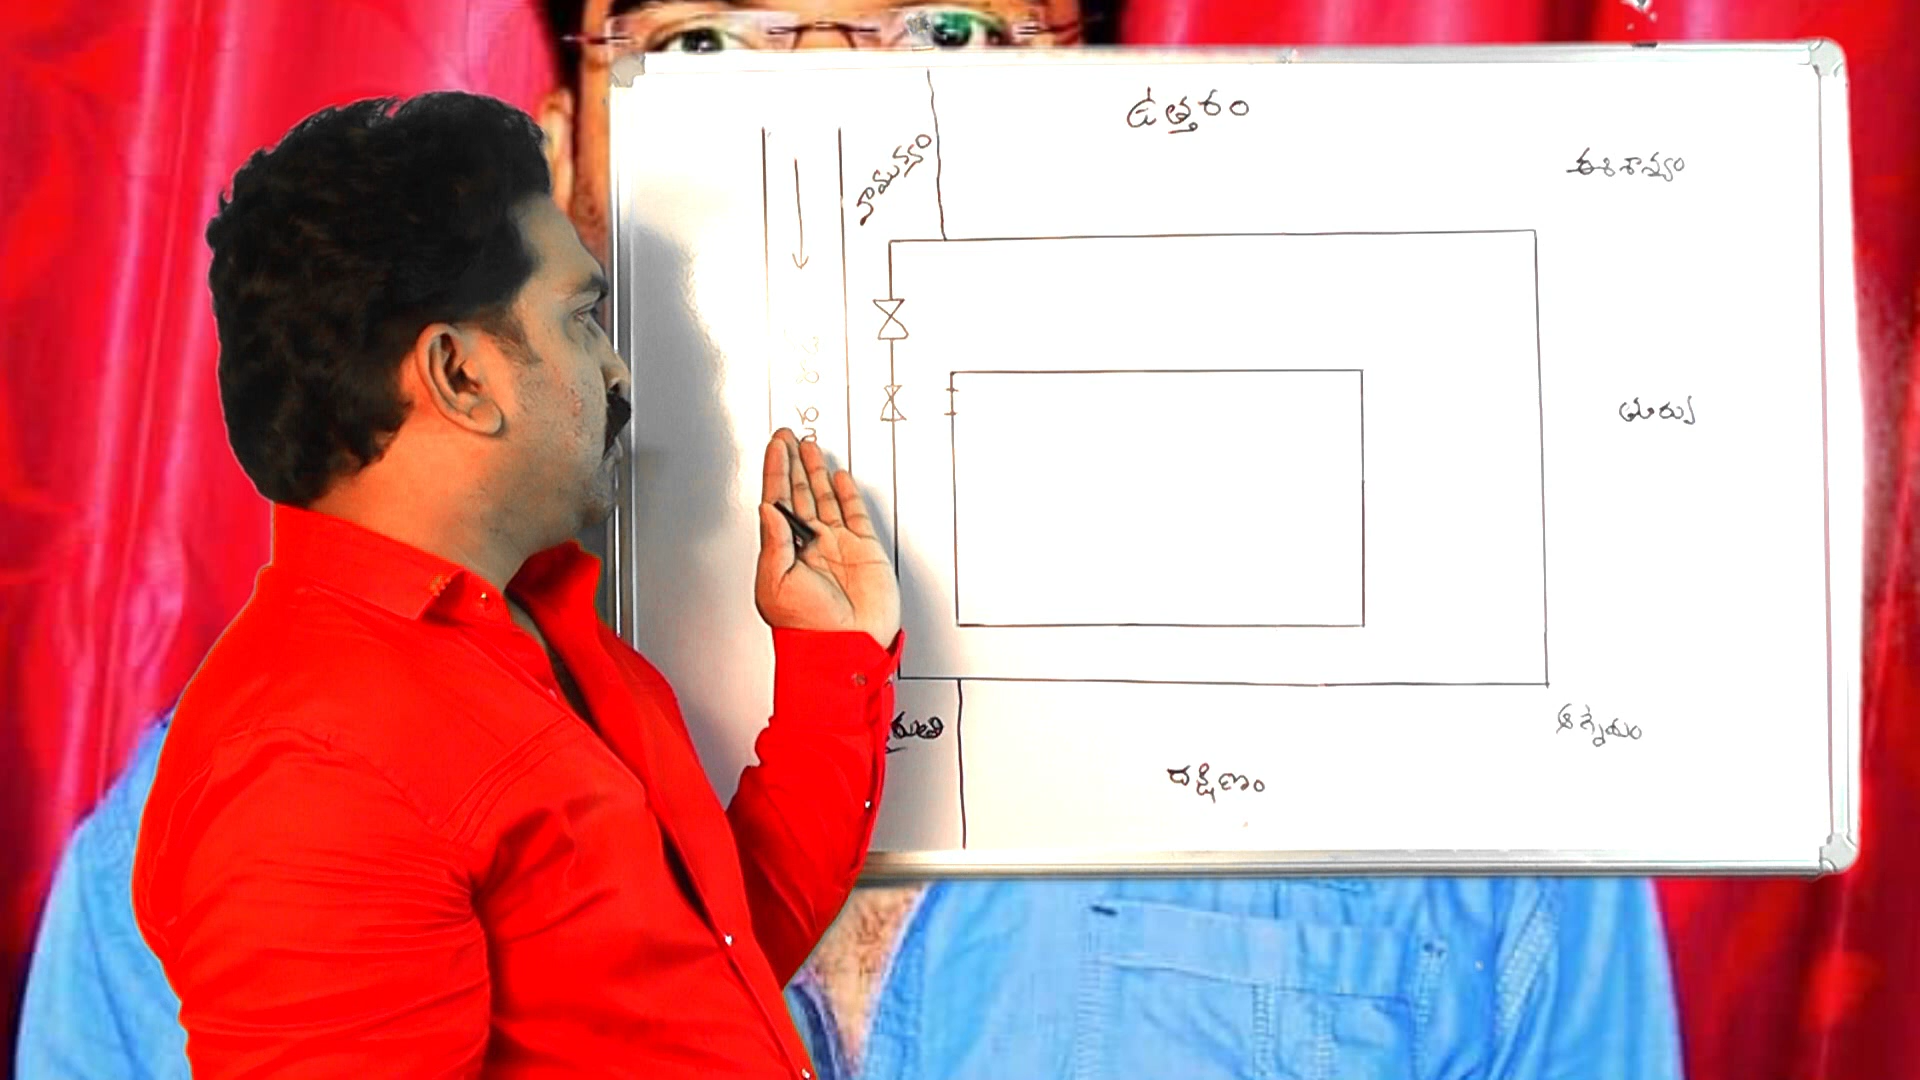 ఉత్తరం
ఈశాన్యం
వాయువ్యం
తూర్పు
ఆగ్నేయం
దక్షిణం